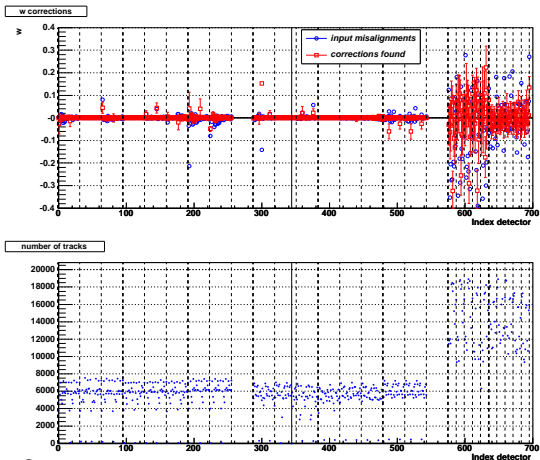 w corrections
w
0.4
input misalignments
corrections found
0.3
0.2
0.1
-0
-0.1
-0.2
-0.3
-0.4
0 100 200 300 400 500 600 700
Index detector
number of tracks
20000
18000
16000
14000
12000
10000
8000
6000
4000
2000
0
0 100 200 300 400 500 600 700
Index detector